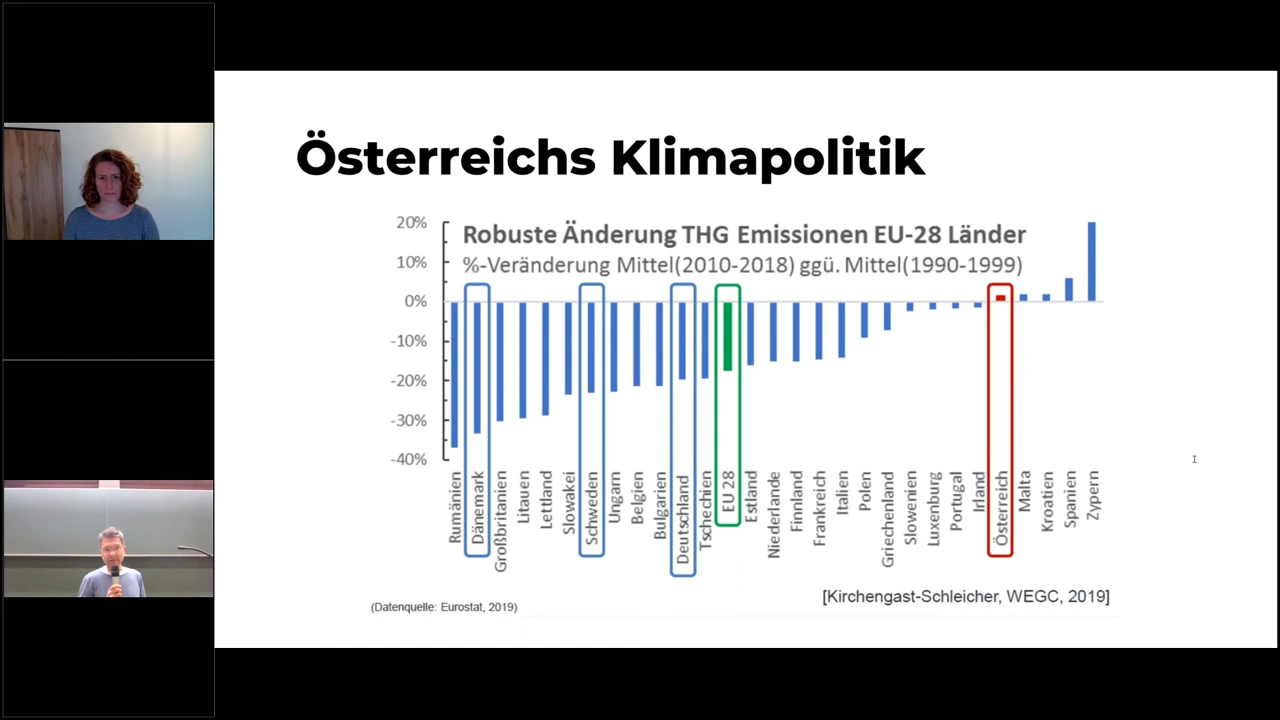 Österreichs Klimapolitik
Robuste Änderung THG Emissionen EU-28 Länder
%-Veränderung Mittel(2010-2018) ggü. Mittel(1990-1999)
20%
10%
0%
-10%
-20%
-30%
-40%
Rumänien
Dänemark
Großbritanien
Litauen
Lettland
Slowakei
Schweden
Ungarn
Belgien
Bulgarien
Deutschland
Tschechien
EU 28
Estland
Niederlande
Finnland
Frankreich
Italien
Polen
Griechenland
Slowenien
Luxenburg
Portugal
Irland
Österreich
Malta
Kroatien
Spanien
Zypern
[Kirchengast-Schleicher, WEGC, 2019]
(Datenquelle: Eurostat, 2019)